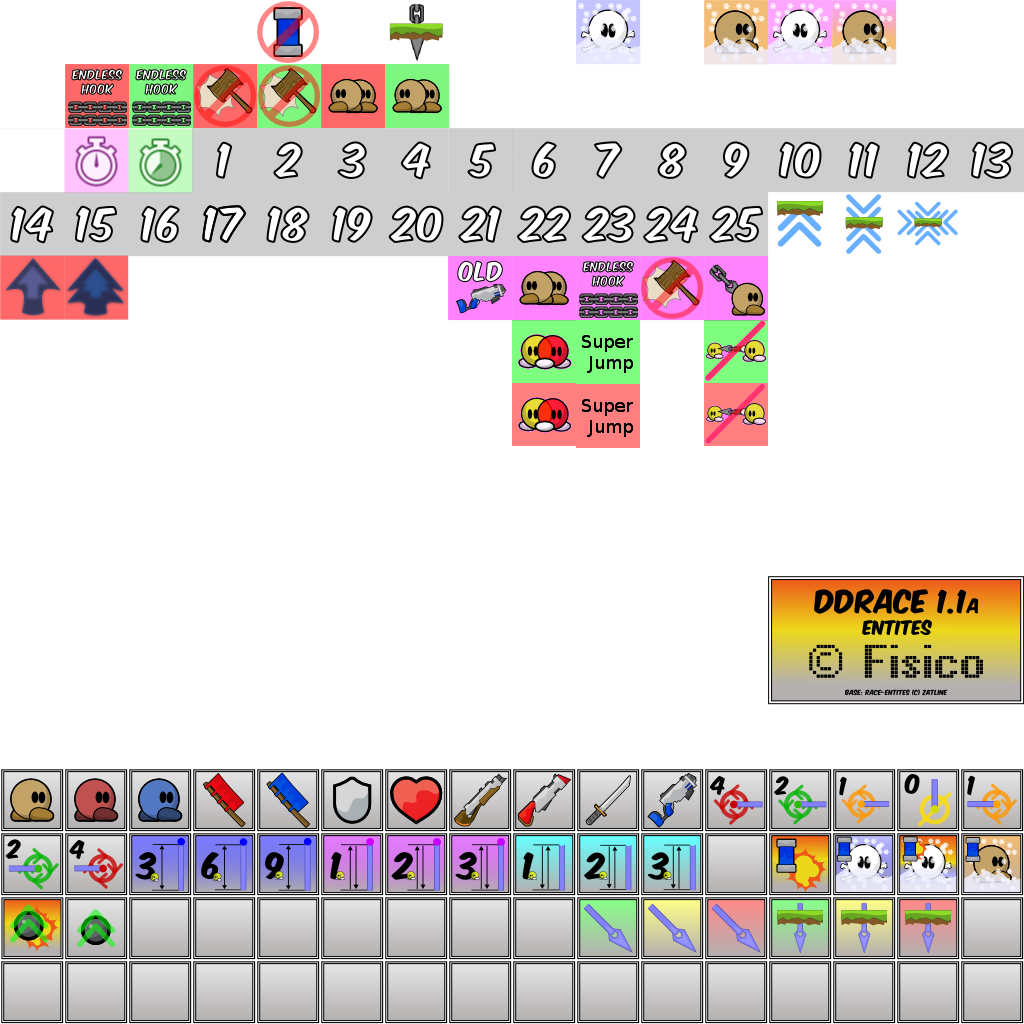 ENDLESS HOOK ENDLESS HOOK
1 2 3 4 5 6 7 8 9 10 11 12 13
14 15 16 17 18 19 20 21 22 23 24 25
OLD ENDLESS HOOK
Super Jump
Super Jump
DDRACE 1.1A
ENTITES
© Fisico
BASE: RACE-ENTITES (C) ZATLINE
4 2 1 0 1
2 4 3 6 9 1 2 3 1 2 3